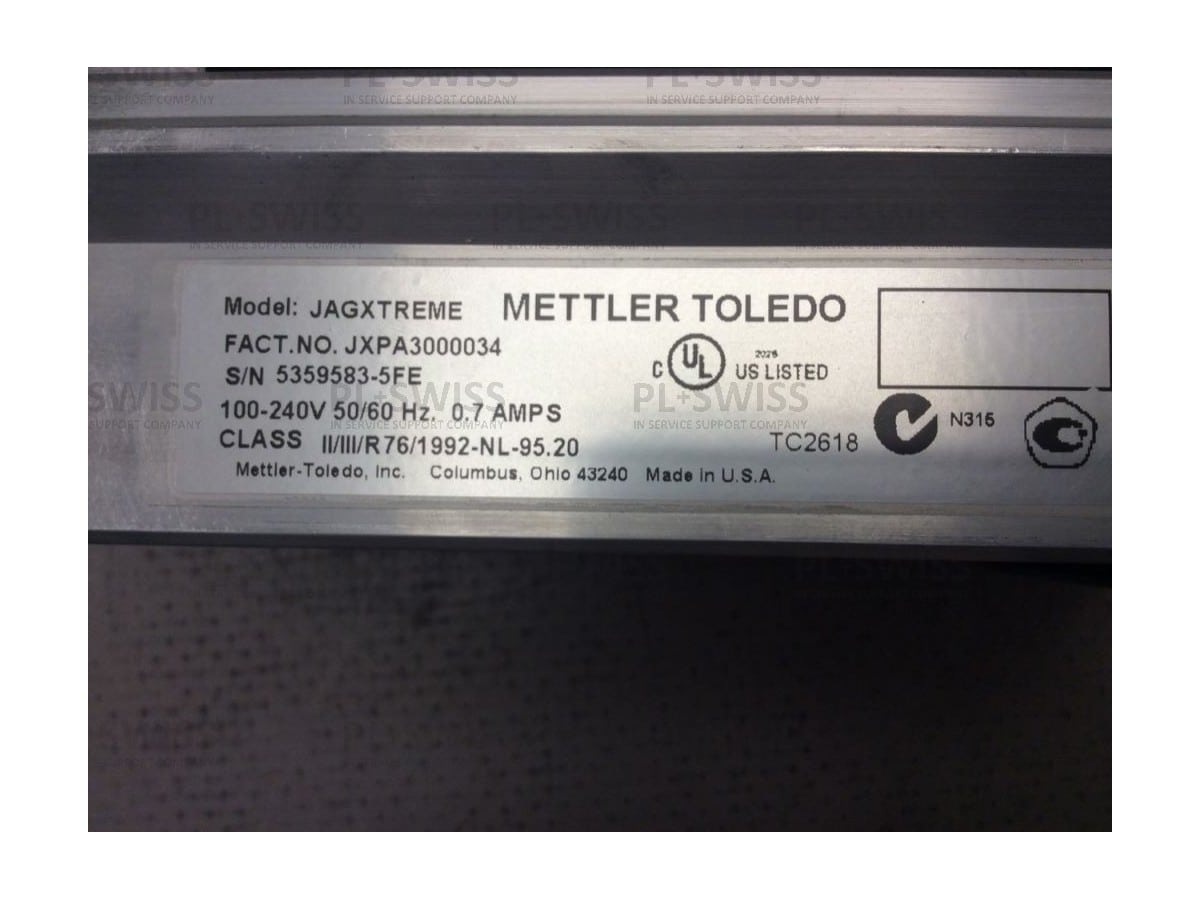 Model: JAGXTREME METTLER TOLEDO
FACT.NO. JXPA3000034
S/N 5359583-5FE
C UL US LISTED
100-240V 50/60 Hz. 0.7 AMPS
CLASS II/III/R76/1992-NL-95.20
TC2618
N315
Mettler-Toledo, Inc. Columbus, Ohio 43240 Made in U.S.A.
PL+SWISS
IN SERVICE SUPPORT COMPANY